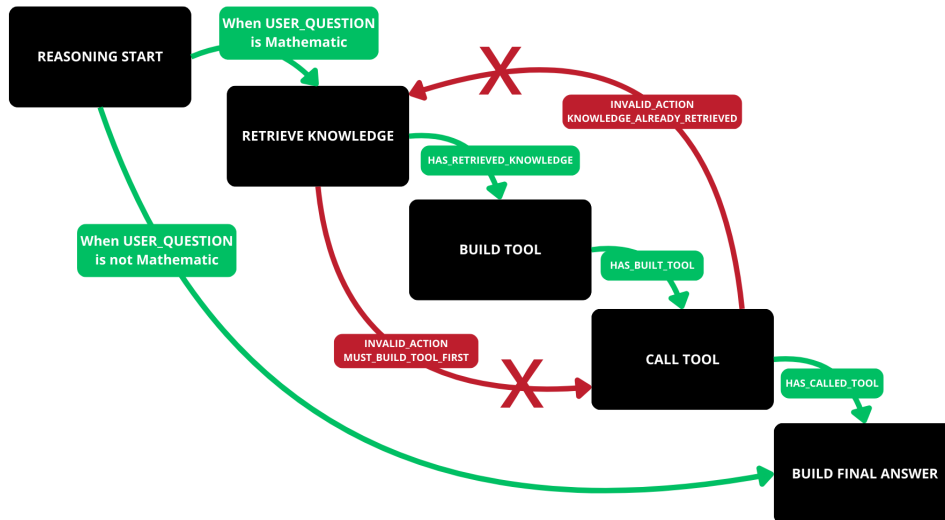 REASONING START
When USER_QUESTION
is Mathematic
X
INVALID_ACTION
KNOWLEDGE_ALREADY_RETRIEVED
RETRIEVE KNOWLEDGE
HAS_RETRIEVED_KNOWLEDGE
BUILD TOOL
When USER_QUESTION
is not Mathematic
HAS_BUILT_TOOL
INVALID_ACTION
MUST_BUILD_TOOL_FIRST
X
CALL TOOL
HAS_CALLED_TOOL
BUILD FINAL ANSWER